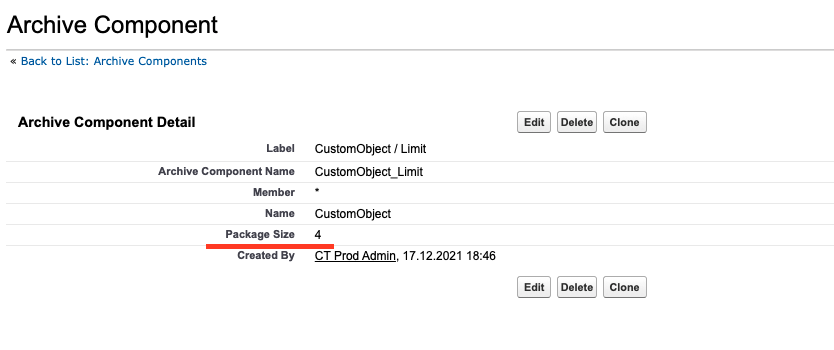 Archive Component
« Back to List: Archive Components
Archive Component Detail Edit Delete Clone
Label CustomObject / Limit
Archive Component Name CustomObject_Limit
Member *
Name CustomObject
Package Size 4
Created By CT Prod Admin, 17.12.2021 18:46
Edit Delete Clone